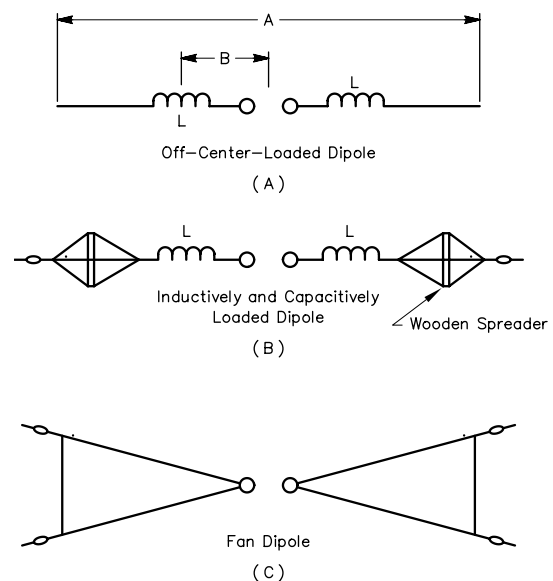 A
B
L
L
Off-Center-Loaded Dipole
(A)
L
L
Inductively and Capacitively
Loaded Dipole
Wooden Spreader
(B)
Fan Dipole
(C)